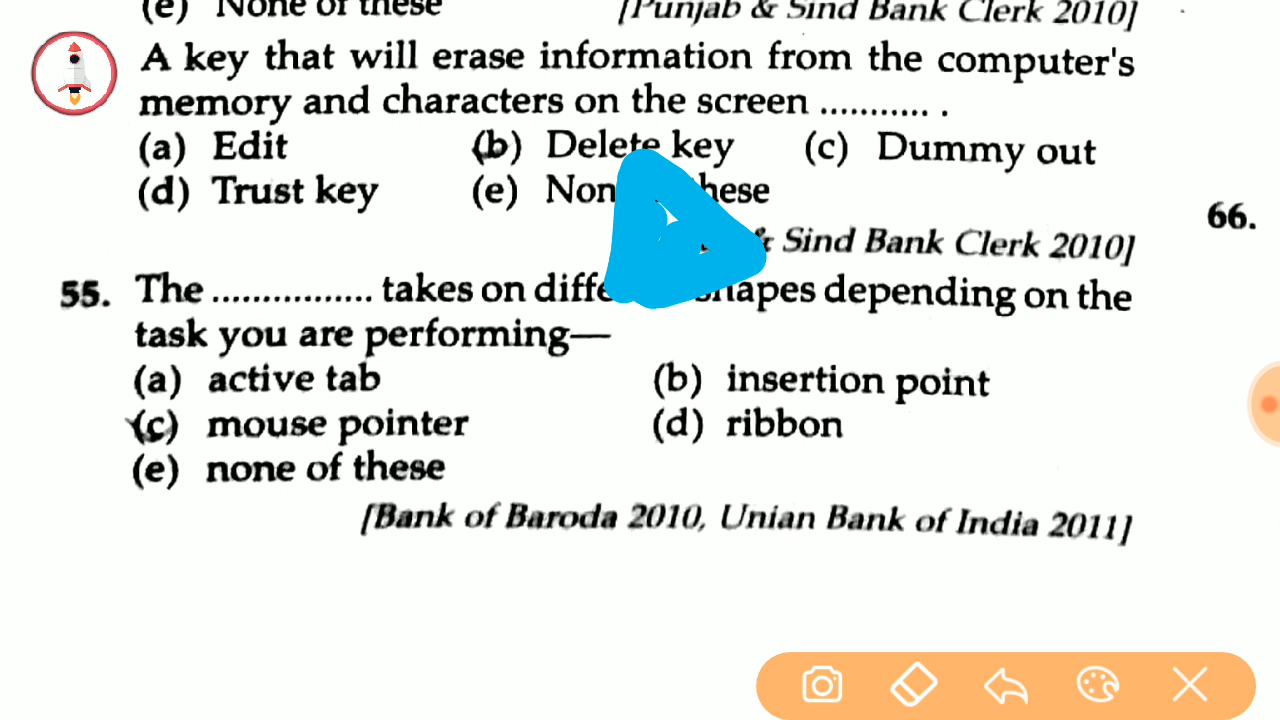 (e) None of these [Punjab & Sind Bank Clerk 2010]
A key that will erase information from the computer's
memory and characters on the screen ............ .
(a) Edit (b) Delete key (c) Dummy out
(d) Trust key (e) these
66.
& Sind Bank Clerk 2010]
55. The ................ takes on shapes depending on the
task you are performing—
(a) active tab (b) insertion point
(c) mouse pointer (d) ribbon
(e) none of these
[Bank of Baroda 2010, Unian Bank of India 2011]